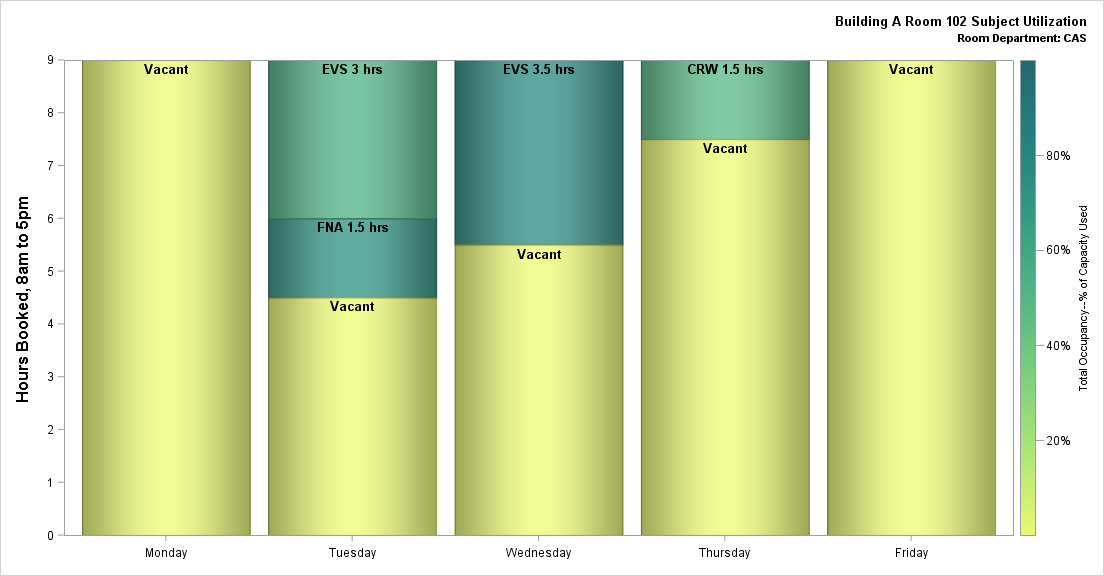 Building A Room 102 Subject Utilization
Room Department: CAS
Hours Booked, 8am to 5pm
9
8
7
6
5
4
3
2
1
0
Vacant
EVS 3 hrs
FNA 1.5 hrs
Vacant
EVS 3.5 hrs
Vacant
CRW 1.5 hrs
Vacant
Vacant
Monday
Tuesday
Wednesday
Thursday
Friday
80%
60%
40%
20%
Total Occupancy--% of Capacity Used